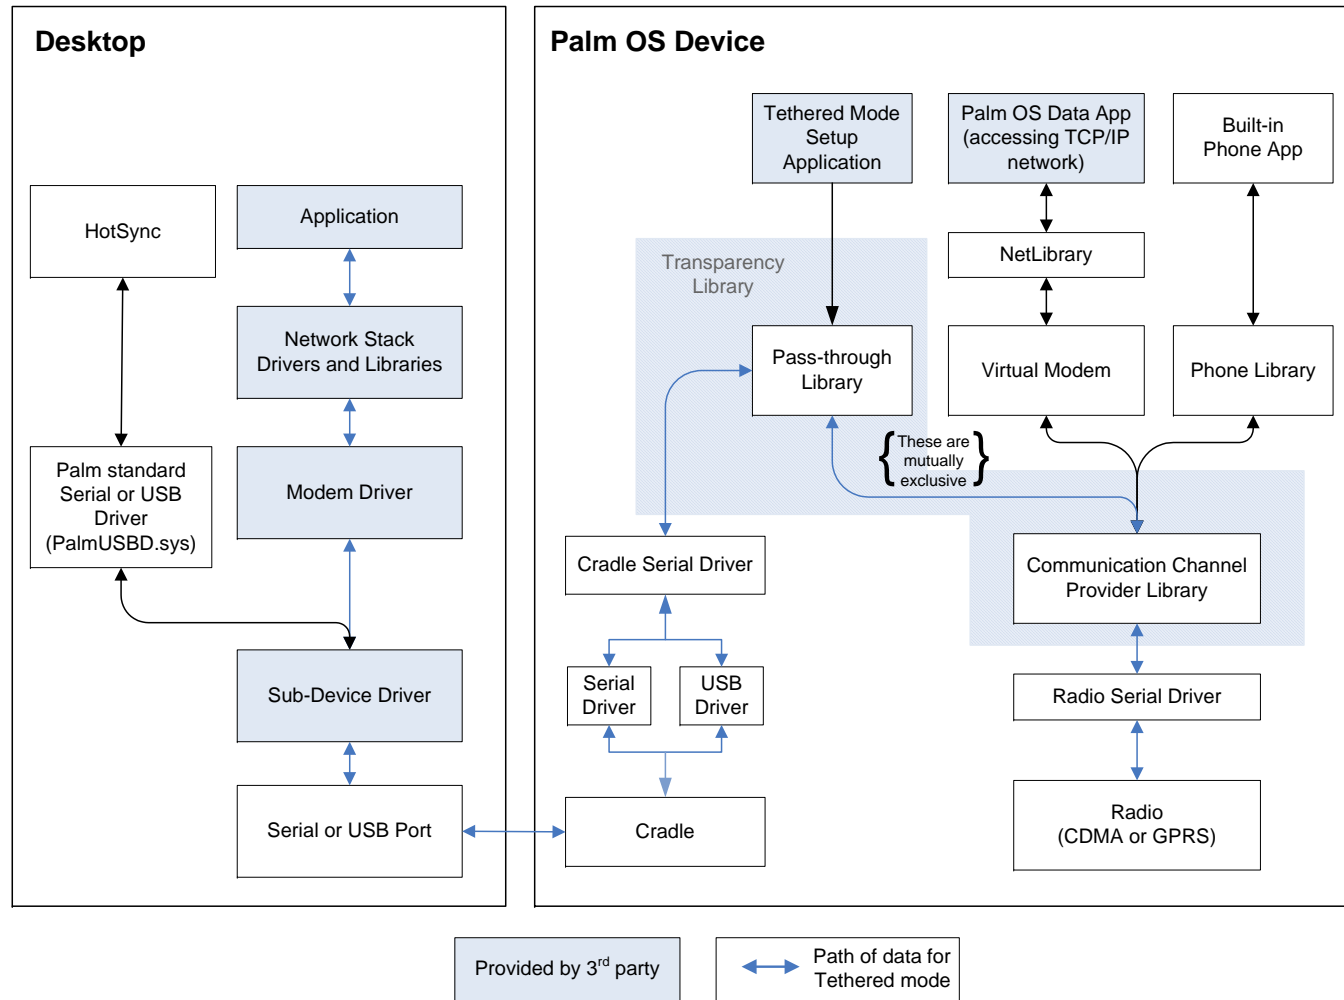 Desktop
HotSync
Application
Network Stack
Drivers and Libraries
Palm standard
Serial or USB
Driver
(PalmUSBD.sys)
Modem Driver
Sub-Device Driver
Serial or USB Port
Palm OS Device
Tethered Mode
Setup
Application
Palm OS Data App
(accessing TCP/IP
network)
Built-in
Phone App
Transparency
Library
NetLibrary
Pass-through
Library
Virtual Modem
Phone Library
These are
mutually
exclusive
Cradle Serial Driver
Communication Channel
Provider Library
Serial
Driver
USB
Driver
Radio Serial Driver
Cradle
Radio
(CDMA or GPRS)
Provided by 3rd party
Path of data for
Tethered mode